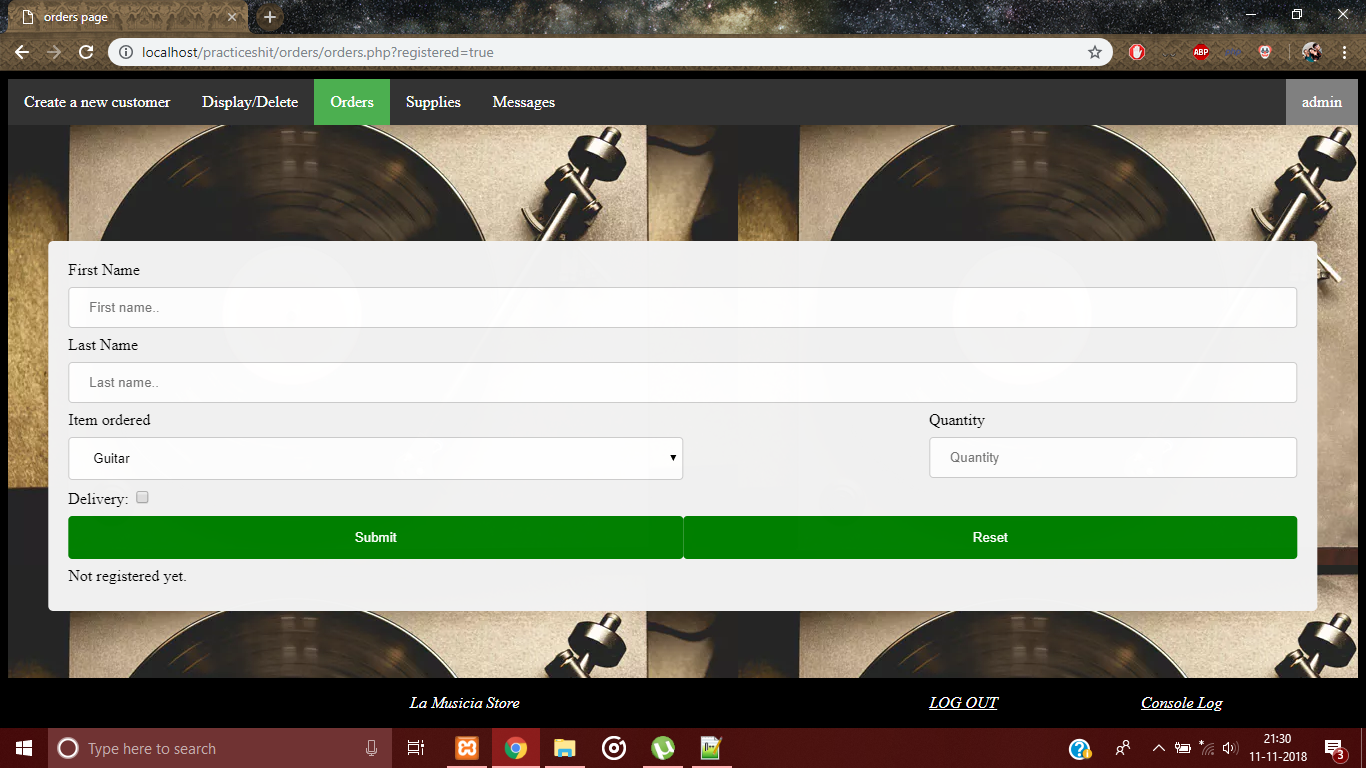 orders page
localhost/practiceshit/orders/orders.php?registered=true
ABP
Create a new customer Display/Delete Orders Supplies Messages admin
First Name
First name..
Last Name
Last name..
Item ordered Quantity
Guitar Quantity
Delivery:
Submit Reset
Not registered yet.
La Musicia Store LOG OUT Console Log
Type here to search
21:30
11-11-2018
3